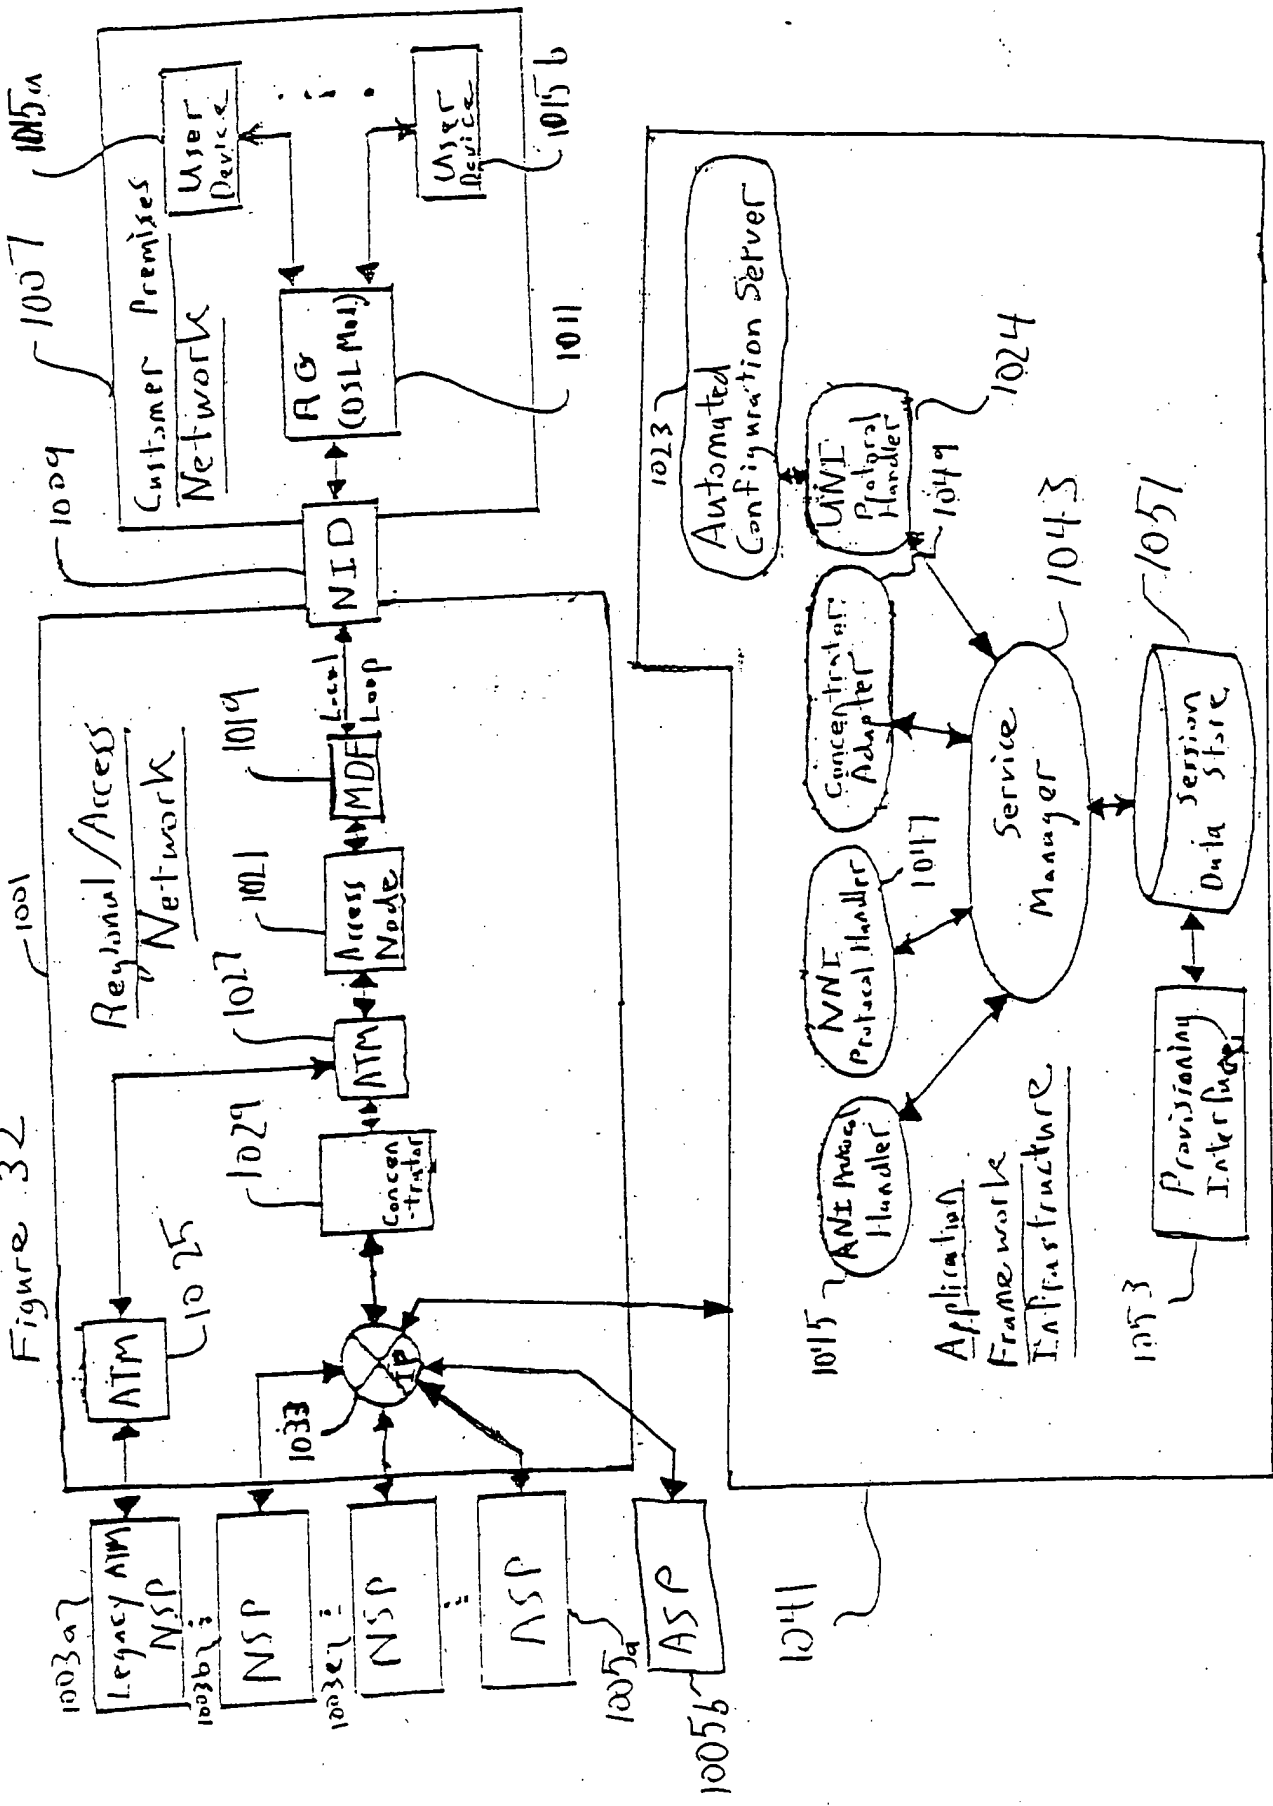 Figure 32
1001
Regional/Access
Network
1003a
Legacy ATM
NSP
1003b
NSP
1003c
NSP
ASP
1005a
ASP
1005b
ATM
1025
1033
IP
Concen
-trator
1029
ATM
1027
Access
Node
1021
MDF
1019
Local
Loop
NID
1009
1007
Customer Premises
Network
RG
(DSL Mod)
1011
User
Device
1015a
User
Device
1015b
1041
Application
Framework
Infrastructure
1045
ANI Protocol
Handler
NNI
Protocol Handler
1047
Concentrator
Adapter
1049
UNI
Protocol
Handler
1024
1023
Automated
Configuration Server
Service
Manager
1043
Session
Data Store
1051
Provisioning
Interface
1053